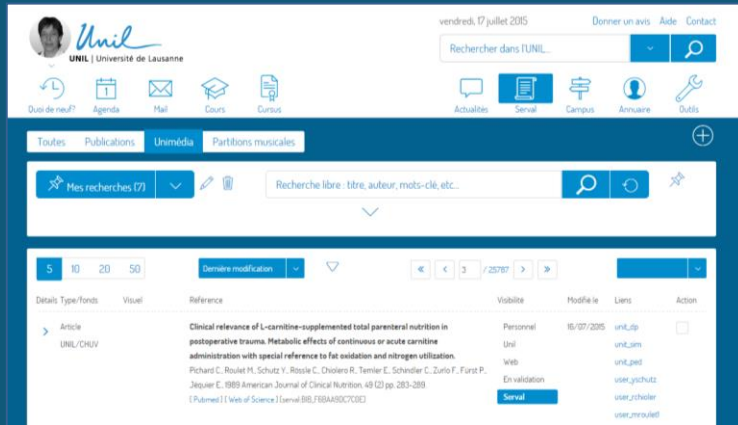 vendredi, 17 juillet 2015 Donner un avis Aide Contact
Unil
UNIL | Université de Lausanne
Rechercher dans l'UNIL...
Quoi de neuf? Agenda Mail Cours Cursus Actualités Serval Campus Annuaire Outils
Toutes Publications Unimédia Partitions musicales
Mes recherches (7) Recherche libre : titre, auteur, mots-clé, etc...
5 10 20 50 Dernière modification 3 / 25787
Détails Type/fonds Visuel Référence Visibilité Modifié le Liens Action
Article Clinical relevance of L-carnitine-supplemented total parenteral nutrition in Personnel 16/07/2015 unit_dp
UNIL/CHUV postoperative trauma. Metabolic effects of continuous or acute carnitine Unil unit_sim
administration with special reference to fat oxidation and nitrogen utilization. Web unit_ped
Pichard C., Roulet M., Schutz Y., Rössle C., Chiolero R., Temler E., Schindler C., Zurlo F., Fürst P., En validation user_yschutz
Jéquier E., 1989 American Journal of Clinical Nutrition, 49 (2) pp. 283-289. Serval user_rchioler
[ Pubmed ] [ Web of Science ] [serval:BIB_F6BAA90C7C0E] user_mroulet1